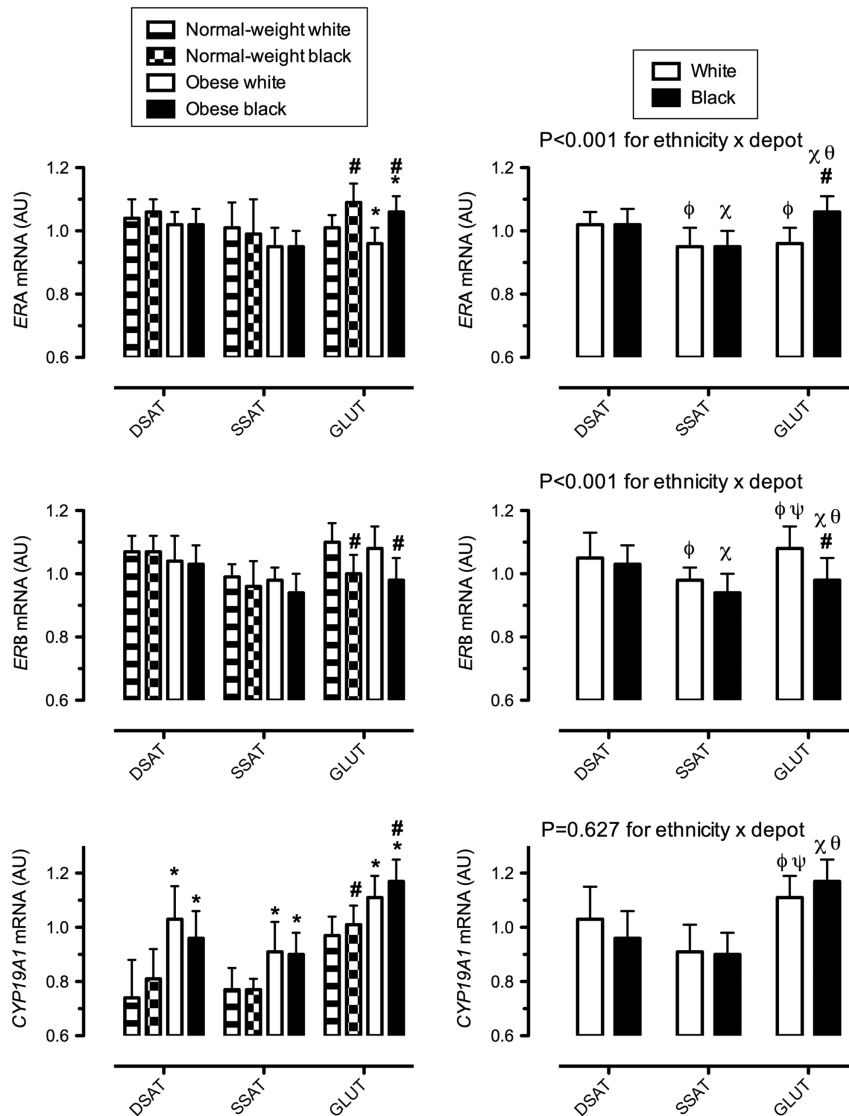 Normal-weight white
Normal-weight black
Obese white
Obese black
White
Black
ERA mRNA (AU)
1.2
1.0
0.8
0.6
#
*
#
*
DSAT
SSAT
GLUT
P<0.001 for ethnicity x depot
ERA mRNA (AU)
1.2
1.0
0.8
0.6
ϕ
χ
ϕ
χ θ
#
DSAT
SSAT
GLUT
ERB mRNA (AU)
1.2
1.0
0.8
0.6
#
#
DSAT
SSAT
GLUT
P<0.001 for ethnicity x depot
ERB mRNA (AU)
1.2
1.0
0.8
0.6
ϕ
χ
ϕ ψ
χ θ
#
DSAT
SSAT
GLUT
CYP19A1 mRNA (AU)
1.2
1.0
0.8
0.6
*
*
*
*
#
*
#
*
DSAT
SSAT
GLUT
P=0.627 for ethnicity x depot
CYP19A1 mRNA (AU)
1.2
1.0
0.8
0.6
ϕ ψ
χ θ
DSAT
SSAT
GLUT